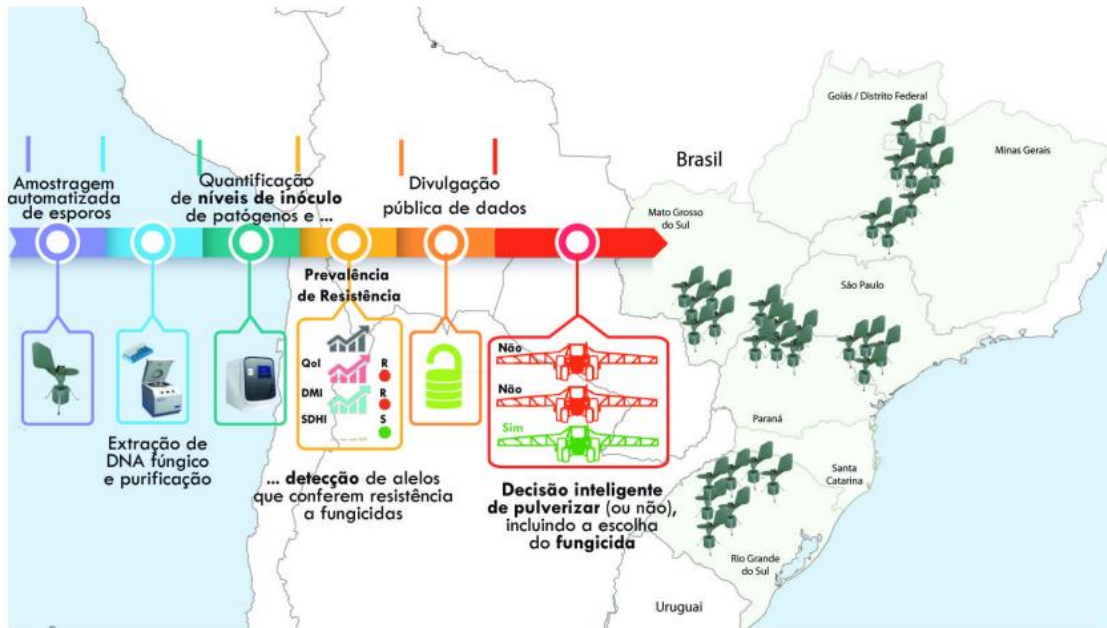 Amostragem
automatizada
de esporos
Quantificação
de níveis de inóculo
de patógenos e ...
Divulgação
pública de dados
Prevalência
de Resistência
QoI
R
DMI
R
SDHI
S
Não
Não
Sim
Extração de
DNA fúngico
e purificação
... detecção de alelos
que conferem resistência
a fungicidas
Decisão inteligente
de pulverizar (ou não),
incluindo a escolha
do fungicida
Brasil
Goiás / Distrito Federal
Minas Gerais
Mato Grosso
do Sul
São Paulo
Paraná
Santa
Catarina
Rio Grande
do Sul
Uruguai